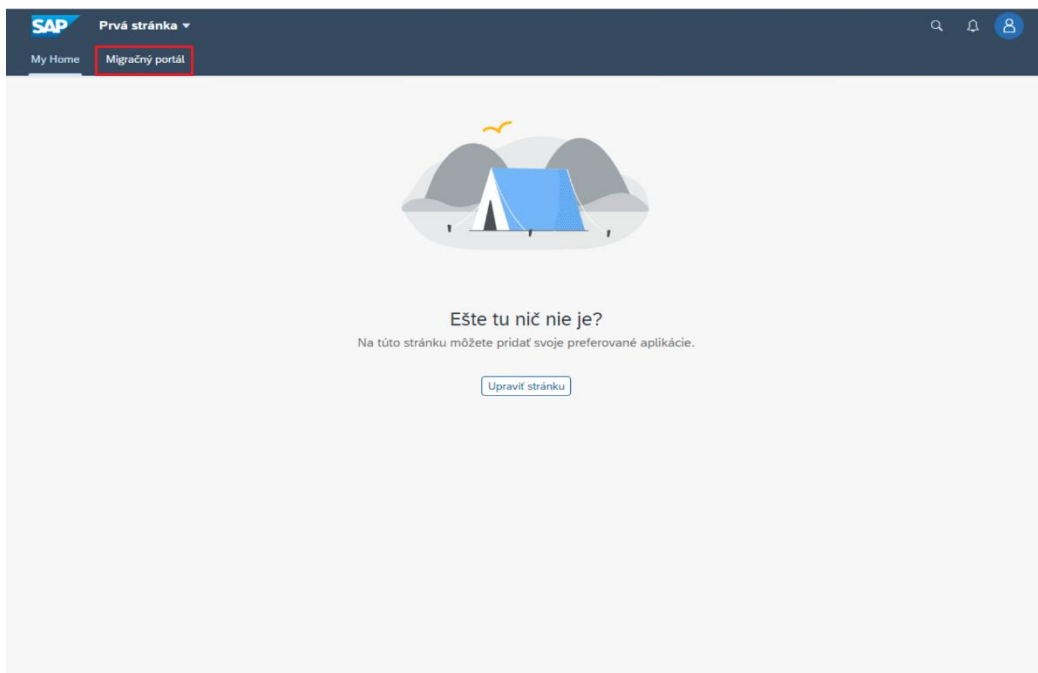 SAP Prvá stránka
My Home Migračný portál
Ešte tu nič nie je?
Na túto stránku môžete pridať svoje preferované aplikácie.
Upraviť stránku